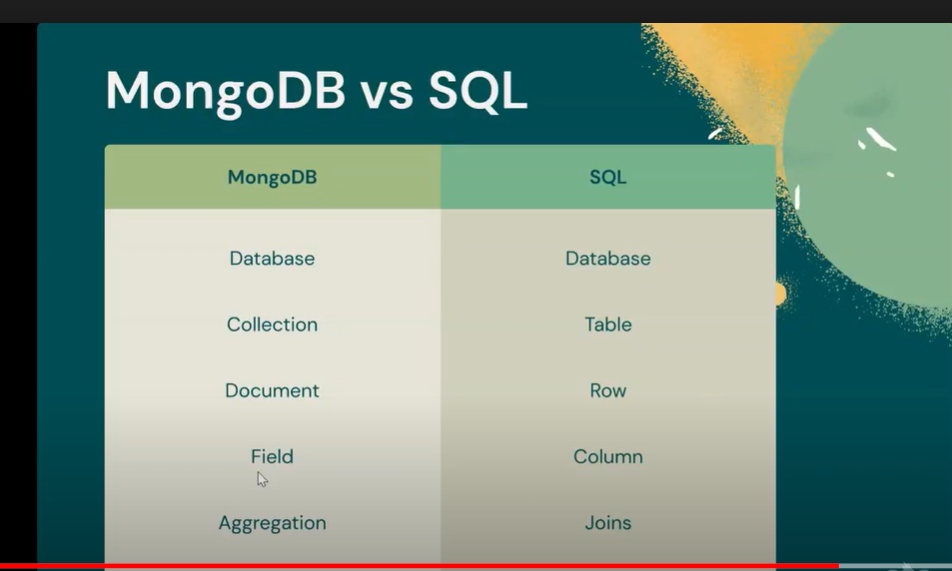 MongoDB vs SQL
MongoDB SQL
Database Database
Collection Table
Document Row
Field Column
Aggregation Joins